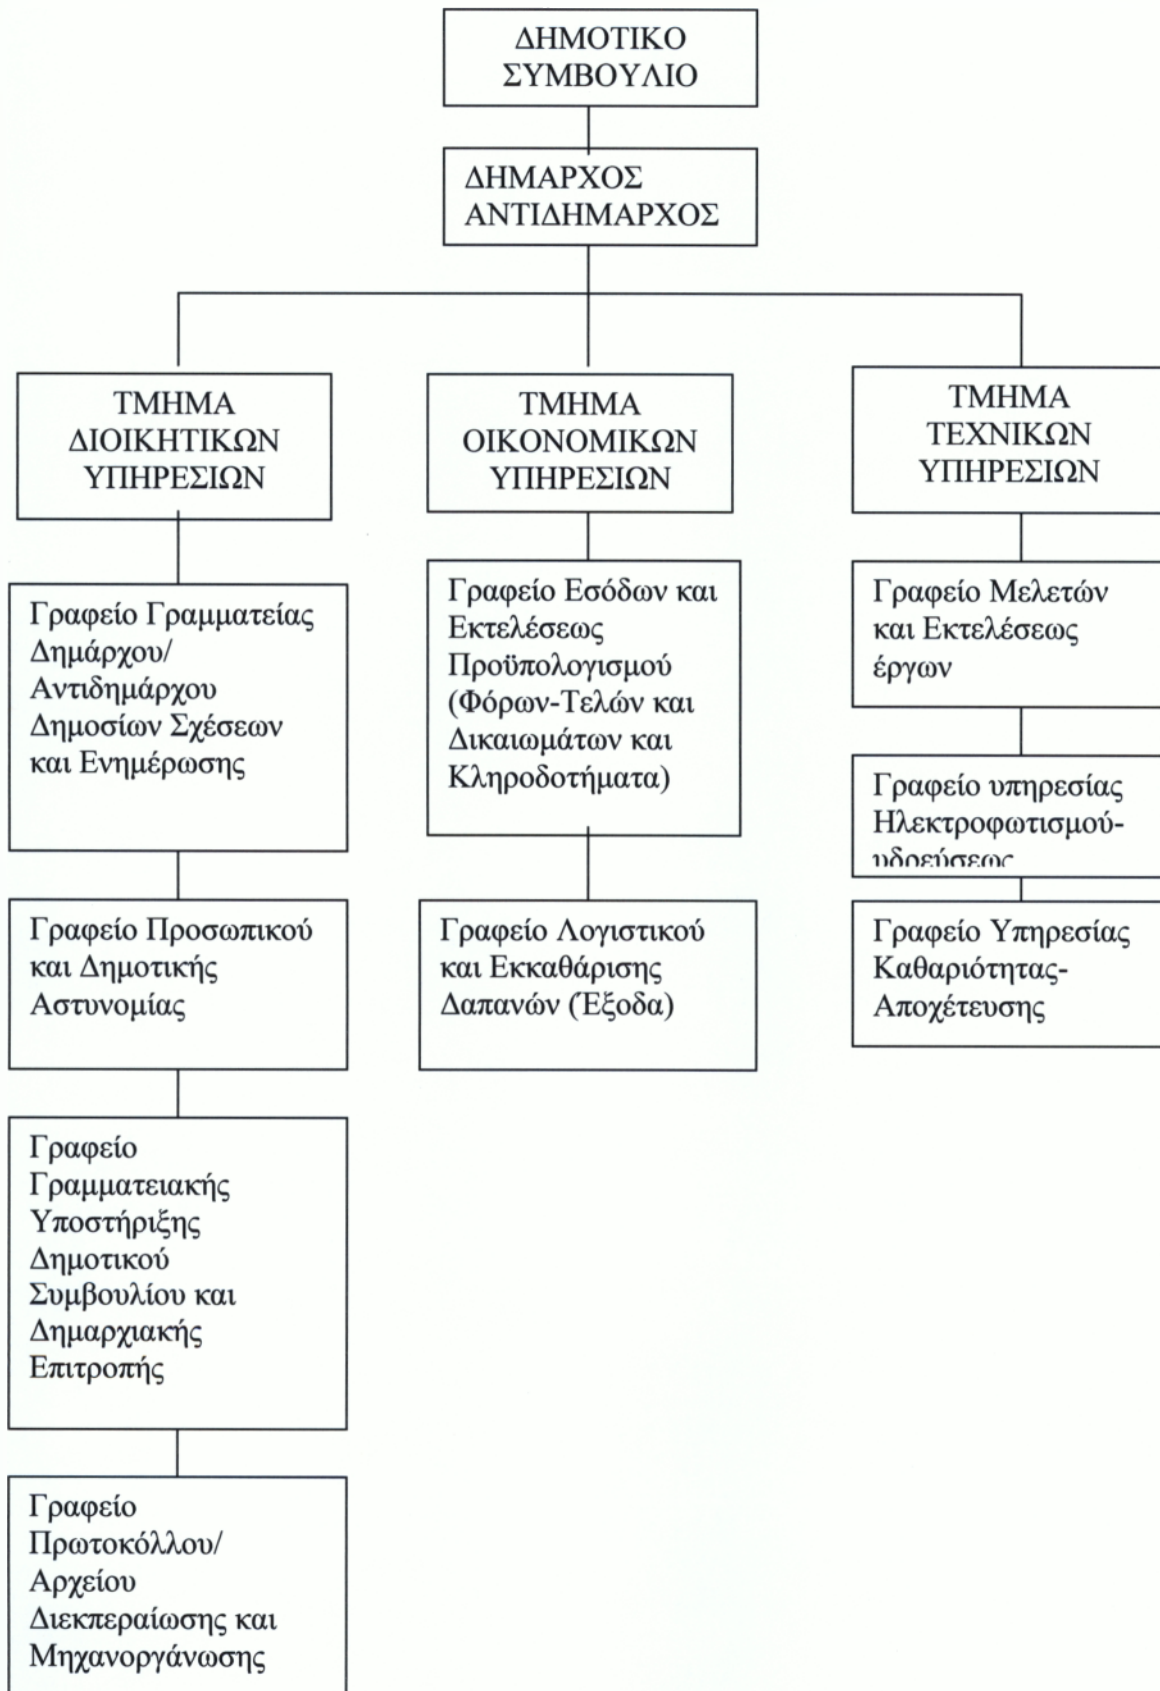 ΔΗΜΟΤΙΚΟ
ΣΥΜΒΟΥΛΙΟ
ΔΗΜΑΡΧΟΣ
ΑΝΤΙΔΗΜΑΡΧΟΣ
ΤΜΗΜΑ
ΔΙΟΙΚΗΤΙΚΩΝ
ΥΠΗΡΕΣΙΩΝ
Γραφείο Γραμματείας
Δημάρχου/
Αντιδημάρχου
Δημοσίων Σχέσεων
και Ενημέρωσης
Γραφείο Προσωπικού
και Δημοτικής
Αστυνομίας
Γραφείο
Γραμματειακής
Υποστήριξης
Δημοτικού
Συμβουλίου και
Δημαρχιακής
Επιτροπής
Γραφείο
Πρωτοκόλλου/
Αρχείου
Διεκπεραίωσης και
Μηχανοργάνωσης
ΤΜΗΜΑ
ΟΙΚΟΝΟΜΙΚΩΝ
ΥΠΗΡΕΣΙΩΝ
Γραφείο Εσόδων και
Εκτελέσεως
Προϋπολογισμού
(Φόρων-Τελών και
Δικαιωμάτων και
Κληροδοτήματα)
Γραφείο Λογιστικού
και Εκκαθάρισης
Δαπανών (Έξοδα)
ΤΜΗΜΑ
ΤΕΧΝΙΚΩΝ
ΥΠΗΡΕΣΙΩΝ
Γραφείο Μελετών
και Εκτελέσεως
έργων
Γραφείο υπηρεσίας
Ηλεκτροφωτισμού-
υδρεύσεως
Γραφείο Υπηρεσίας
Καθαριότητας-
Αποχέτευσης